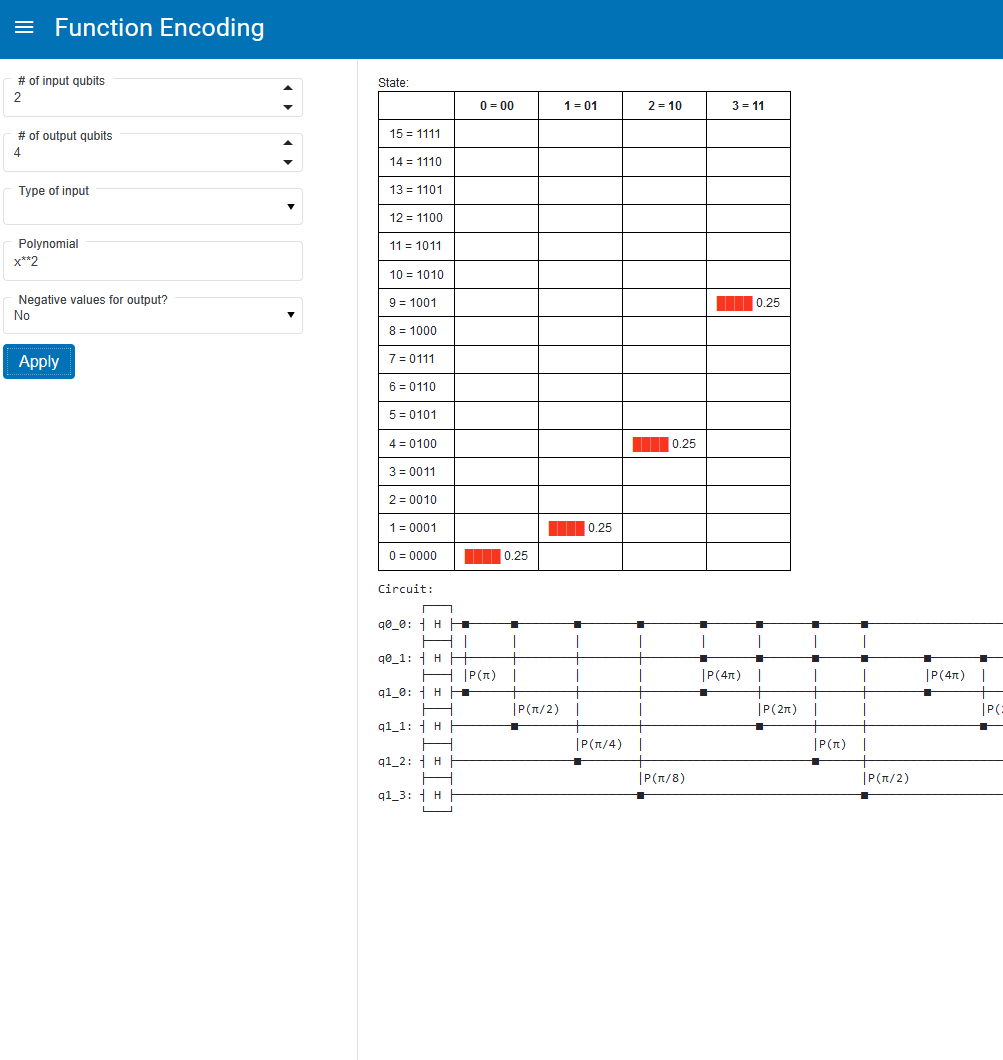 Function Encoding
# of input qubits
2
# of output qubits
4
Type of input
Polynomial
x**2
Negative values for output?
No
Apply
State:
0 = 00 1 = 01 2 = 10 3 = 11
15 = 1111
14 = 1110
13 = 1101
12 = 1100
11 = 1011
10 = 1010
9 = 1001 0.25
8 = 1000
7 = 0111
6 = 0110
5 = 0101
4 = 0100 0.25
3 = 0011
2 = 0010
1 = 0001 0.25
0 = 0000 0.25
Circuit:
q0_0: H
q0_1: H
P(π) P(4π) P(4π)
q1_0: H
P(π/2) P(2π) P(
q1_1: H
P(π/4) P(π)
q1_2: H
P(π/8) P(π/2)
q1_3: H